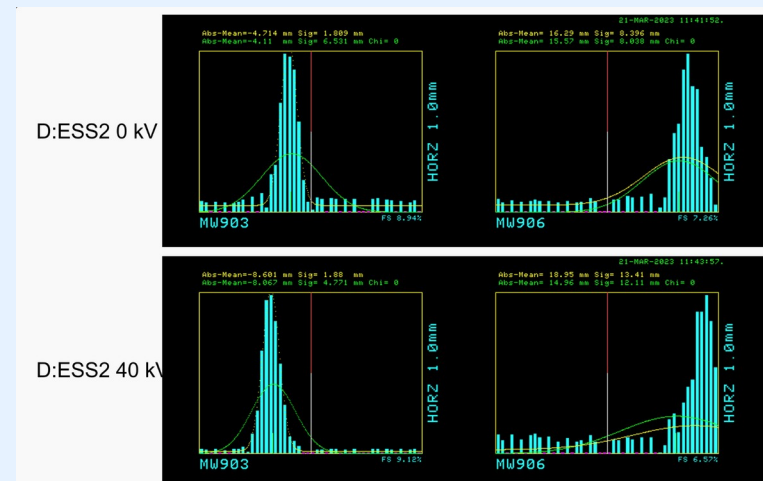 21-MAR-2023 11:41:52.
Abs-Mean=-4.714 mm Sig= 1.809 mm
Abs-Mean=-4.11 mm Sig= 6.531 mm Chi= 0
Abs-Mean= 16.29 mm Sig= 8.396 mm
Abs-Mean= 15.57 mm Sig= 8.038 mm Chi= 0
D:ESS2 0 kV
HORZ 1.0mm
HORZ 1.0mm
MW903
FS 8.94%
MW906
FS 7.26%
21-MAR-2023 11:43:57.
Abs-Mean=-8.601 mm Sig= 1.88 mm
Abs-Mean=-8.067 mm Sig= 4.771 mm Chi= 0
Abs-Mean= 18.95 mm Sig= 13.41 mm
Abs-Mean= 14.96 mm Sig= 12.11 mm Chi= 0
D:ESS2 40 kV
HORZ 1.0mm
HORZ 1.0mm
MW903
FS 9.12%
MW906
FS 6.57%